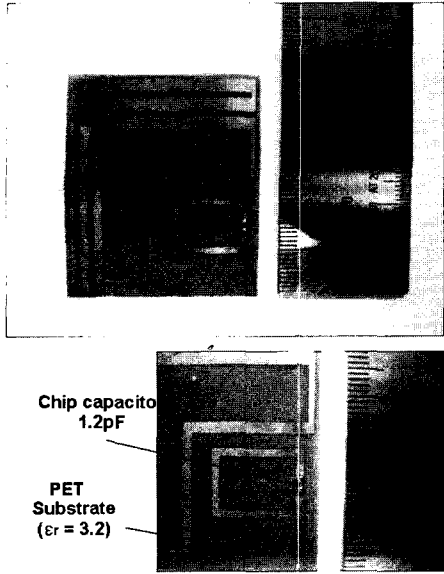 Chip capacito
1.2pF
PET
Substrate
(εr = 3.2)